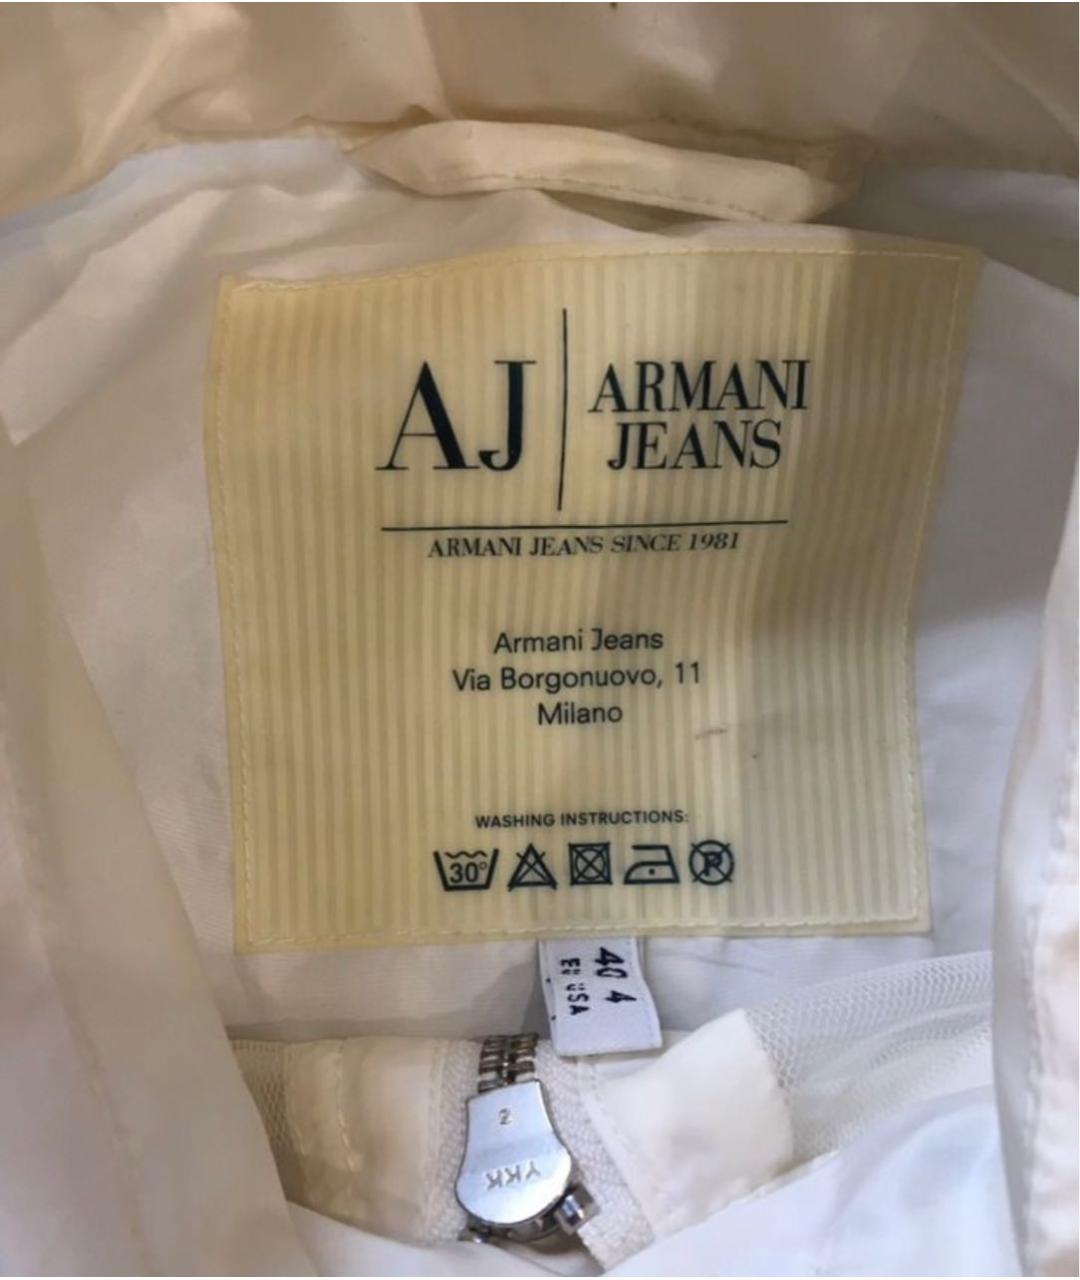 AJ
ARMANI
JEANS
ARMANI JEANS SINCE 1981
Armani Jeans
Via Borgonuovo, 11
Milano
WASHING INSTRUCTIONS:
30°
P
40 4
EU USA
2
YKK